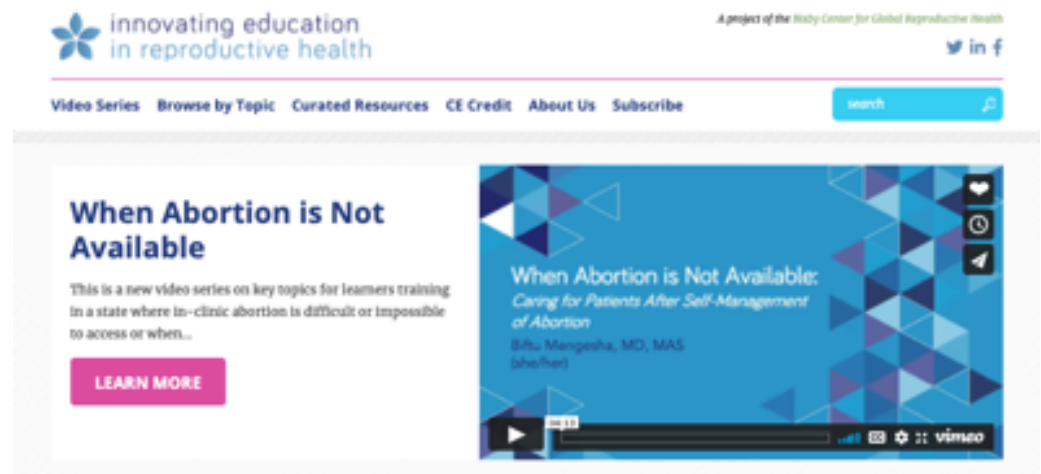 innovating education
in reproductive health
A project of the Bixby Center for Global Reproductive Health
Video Series Browse by Topic Curated Resources CE Credit About Us Subscribe
search
When Abortion is Not
Available
This is a new video series on key topics for learners training
in a state where in-clinic abortion is difficult or impossible
to access or when...
LEARN MORE
When Abortion is Not Available:
Caring for Patients After Self-Management
of Abortion
Biftu Mengesha, MD, MAS
(she/her)
vimeo